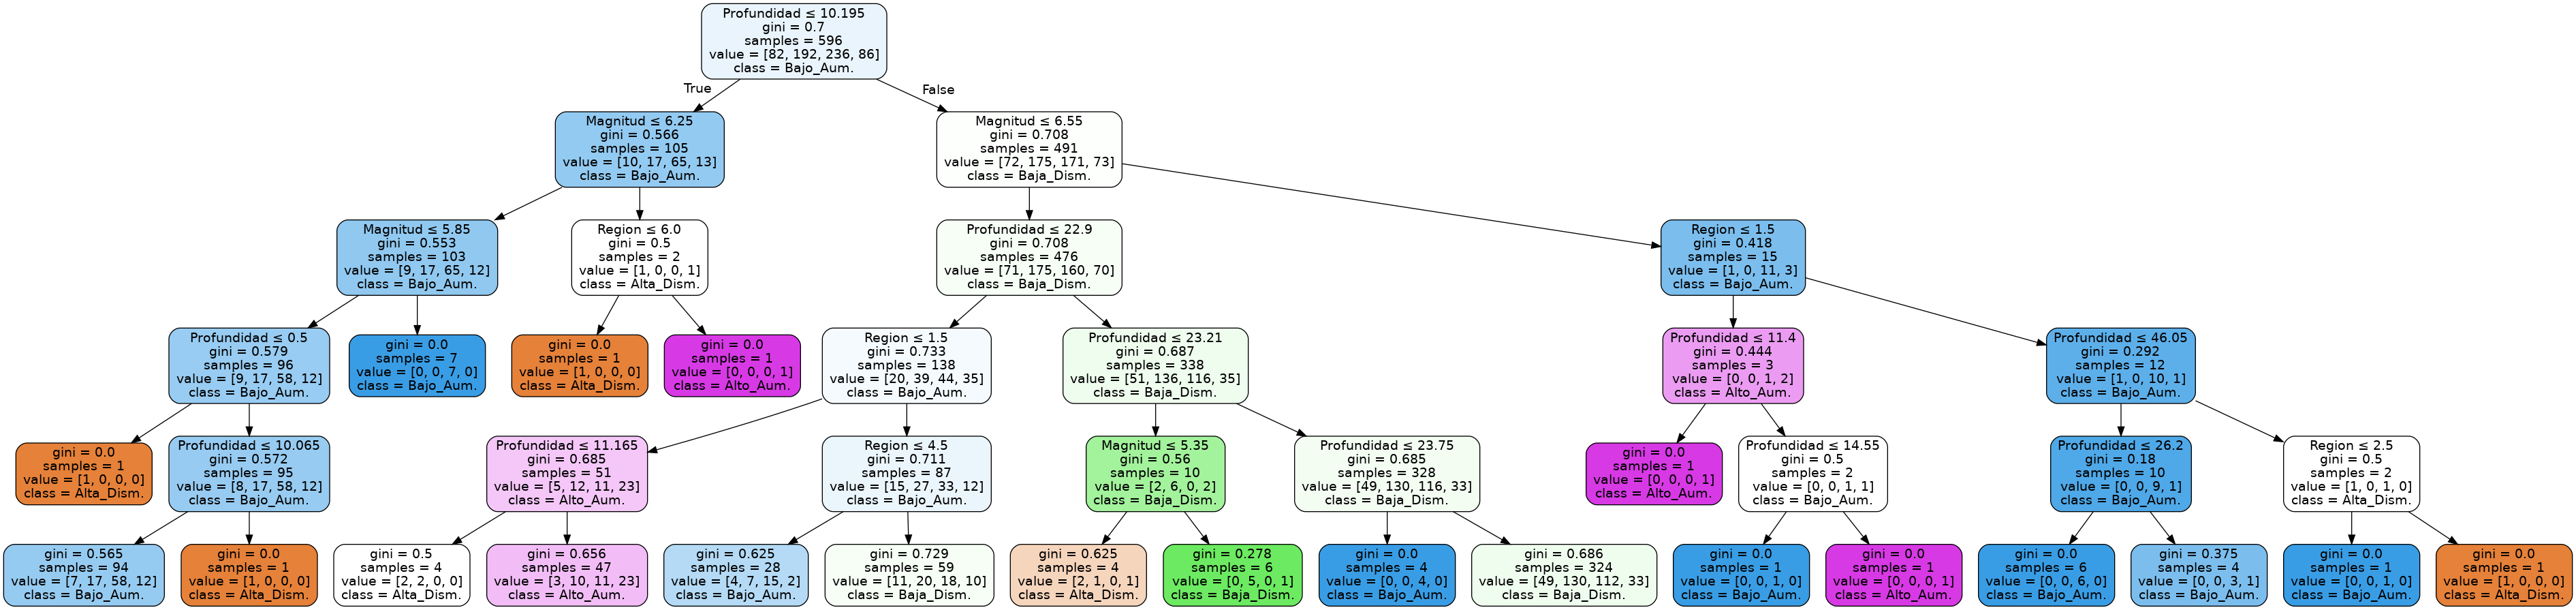 Profundidad ≤ 10.195
gini = 0.7
samples = 596
value = [82, 192, 236, 86]
class = Bajo_Aum.
True
False
Magnitud ≤ 6.25
gini = 0.566
samples = 105
value = [10, 17, 65, 13]
class = Bajo_Aum.
Magnitud ≤ 6.55
gini = 0.708
samples = 491
value = [72, 175, 171, 73]
class = Baja_Dism.
Magnitud ≤ 5.85
gini = 0.553
samples = 103
value = [9, 17, 65, 12]
class = Bajo_Aum.
Region ≤ 6.0
gini = 0.5
samples = 2
value = [1, 0, 0, 1]
class = Alta_Dism.
Profundidad ≤ 22.9
gini = 0.708
samples = 476
value = [71, 175, 160, 70]
class = Baja_Dism.
Region ≤ 1.5
gini = 0.418
samples = 15
value = [1, 0, 11, 3]
class = Bajo_Aum.
Profundidad ≤ 0.5
gini = 0.579
samples = 96
value = [9, 17, 58, 12]
class = Bajo_Aum.
gini = 0.0
samples = 7
value = [0, 0, 7, 0]
class = Bajo_Aum.
gini = 0.0
samples = 1
value = [1, 0, 0, 0]
class = Alta_Dism.
gini = 0.0
samples = 1
value = [0, 0, 0, 1]
class = Alto_Aum.
Region ≤ 1.5
gini = 0.733
samples = 138
value = [20, 39, 44, 35]
class = Bajo_Aum.
Profundidad ≤ 23.21
gini = 0.687
samples = 338
value = [51, 136, 116, 35]
class = Baja_Dism.
Profundidad ≤ 11.4
gini = 0.444
samples = 3
value = [0, 0, 1, 2]
class = Alto_Aum.
Profundidad ≤ 46.05
gini = 0.292
samples = 12
value = [1, 0, 10, 1]
class = Bajo_Aum.
gini = 0.0
samples = 1
value = [1, 0, 0, 0]
class = Alta_Dism.
Profundidad ≤ 10.065
gini = 0.572
samples = 95
value = [8, 17, 58, 12]
class = Bajo_Aum.
Profundidad ≤ 11.165
gini = 0.685
samples = 51
value = [5, 12, 11, 23]
class = Alto_Aum.
Region ≤ 4.5
gini = 0.711
samples = 87
value = [15, 27, 33, 12]
class = Bajo_Aum.
Magnitud ≤ 5.35
gini = 0.56
samples = 10
value = [2, 6, 0, 2]
class = Baja_Dism.
Profundidad ≤ 23.75
gini = 0.685
samples = 328
value = [49, 130, 116, 33]
class = Baja_Dism.
gini = 0.0
samples = 1
value = [0, 0, 0, 1]
class = Alto_Aum.
Profundidad ≤ 14.55
gini = 0.5
samples = 2
value = [0, 0, 1, 1]
class = Bajo_Aum.
Profundidad ≤ 26.2
gini = 0.18
samples = 10
value = [0, 0, 9, 1]
class = Bajo_Aum.
Region ≤ 2.5
gini = 0.5
samples = 2
value = [1, 0, 1, 0]
class = Alta_Dism.
gini = 0.565
samples = 94
value = [7, 17, 58, 12]
class = Bajo_Aum.
gini = 0.0
samples = 1
value = [1, 0, 0, 0]
class = Alta_Dism.
gini = 0.5
samples = 4
value = [2, 2, 0, 0]
class = Alta_Dism.
gini = 0.656
samples = 47
value = [3, 10, 11, 23]
class = Alto_Aum.
gini = 0.625
samples = 28
value = [4, 7, 15, 2]
class = Bajo_Aum.
gini = 0.729
samples = 59
value = [11, 20, 18, 10]
class = Baja_Dism.
gini = 0.625
samples = 4
value = [2, 1, 0, 1]
class = Alta_Dism.
gini = 0.278
samples = 6
value = [0, 5, 0, 1]
class = Baja_Dism.
gini = 0.0
samples = 4
value = [0, 0, 4, 0]
class = Bajo_Aum.
gini = 0.686
samples = 324
value = [49, 130, 112, 33]
class = Baja_Dism.
gini = 0.0
samples = 1
value = [0, 0, 1, 0]
class = Bajo_Aum.
gini = 0.0
samples = 1
value = [0, 0, 0, 1]
class = Alto_Aum.
gini = 0.0
samples = 6
value = [0, 0, 6, 0]
class = Bajo_Aum.
gini = 0.375
samples = 4
value = [0, 0, 3, 1]
class = Bajo_Aum.
gini = 0.0
samples = 1
value = [0, 0, 1, 0]
class = Bajo_Aum.
gini = 0.0
samples = 1
value = [1, 0, 0, 0]
class = Alta_Dism.